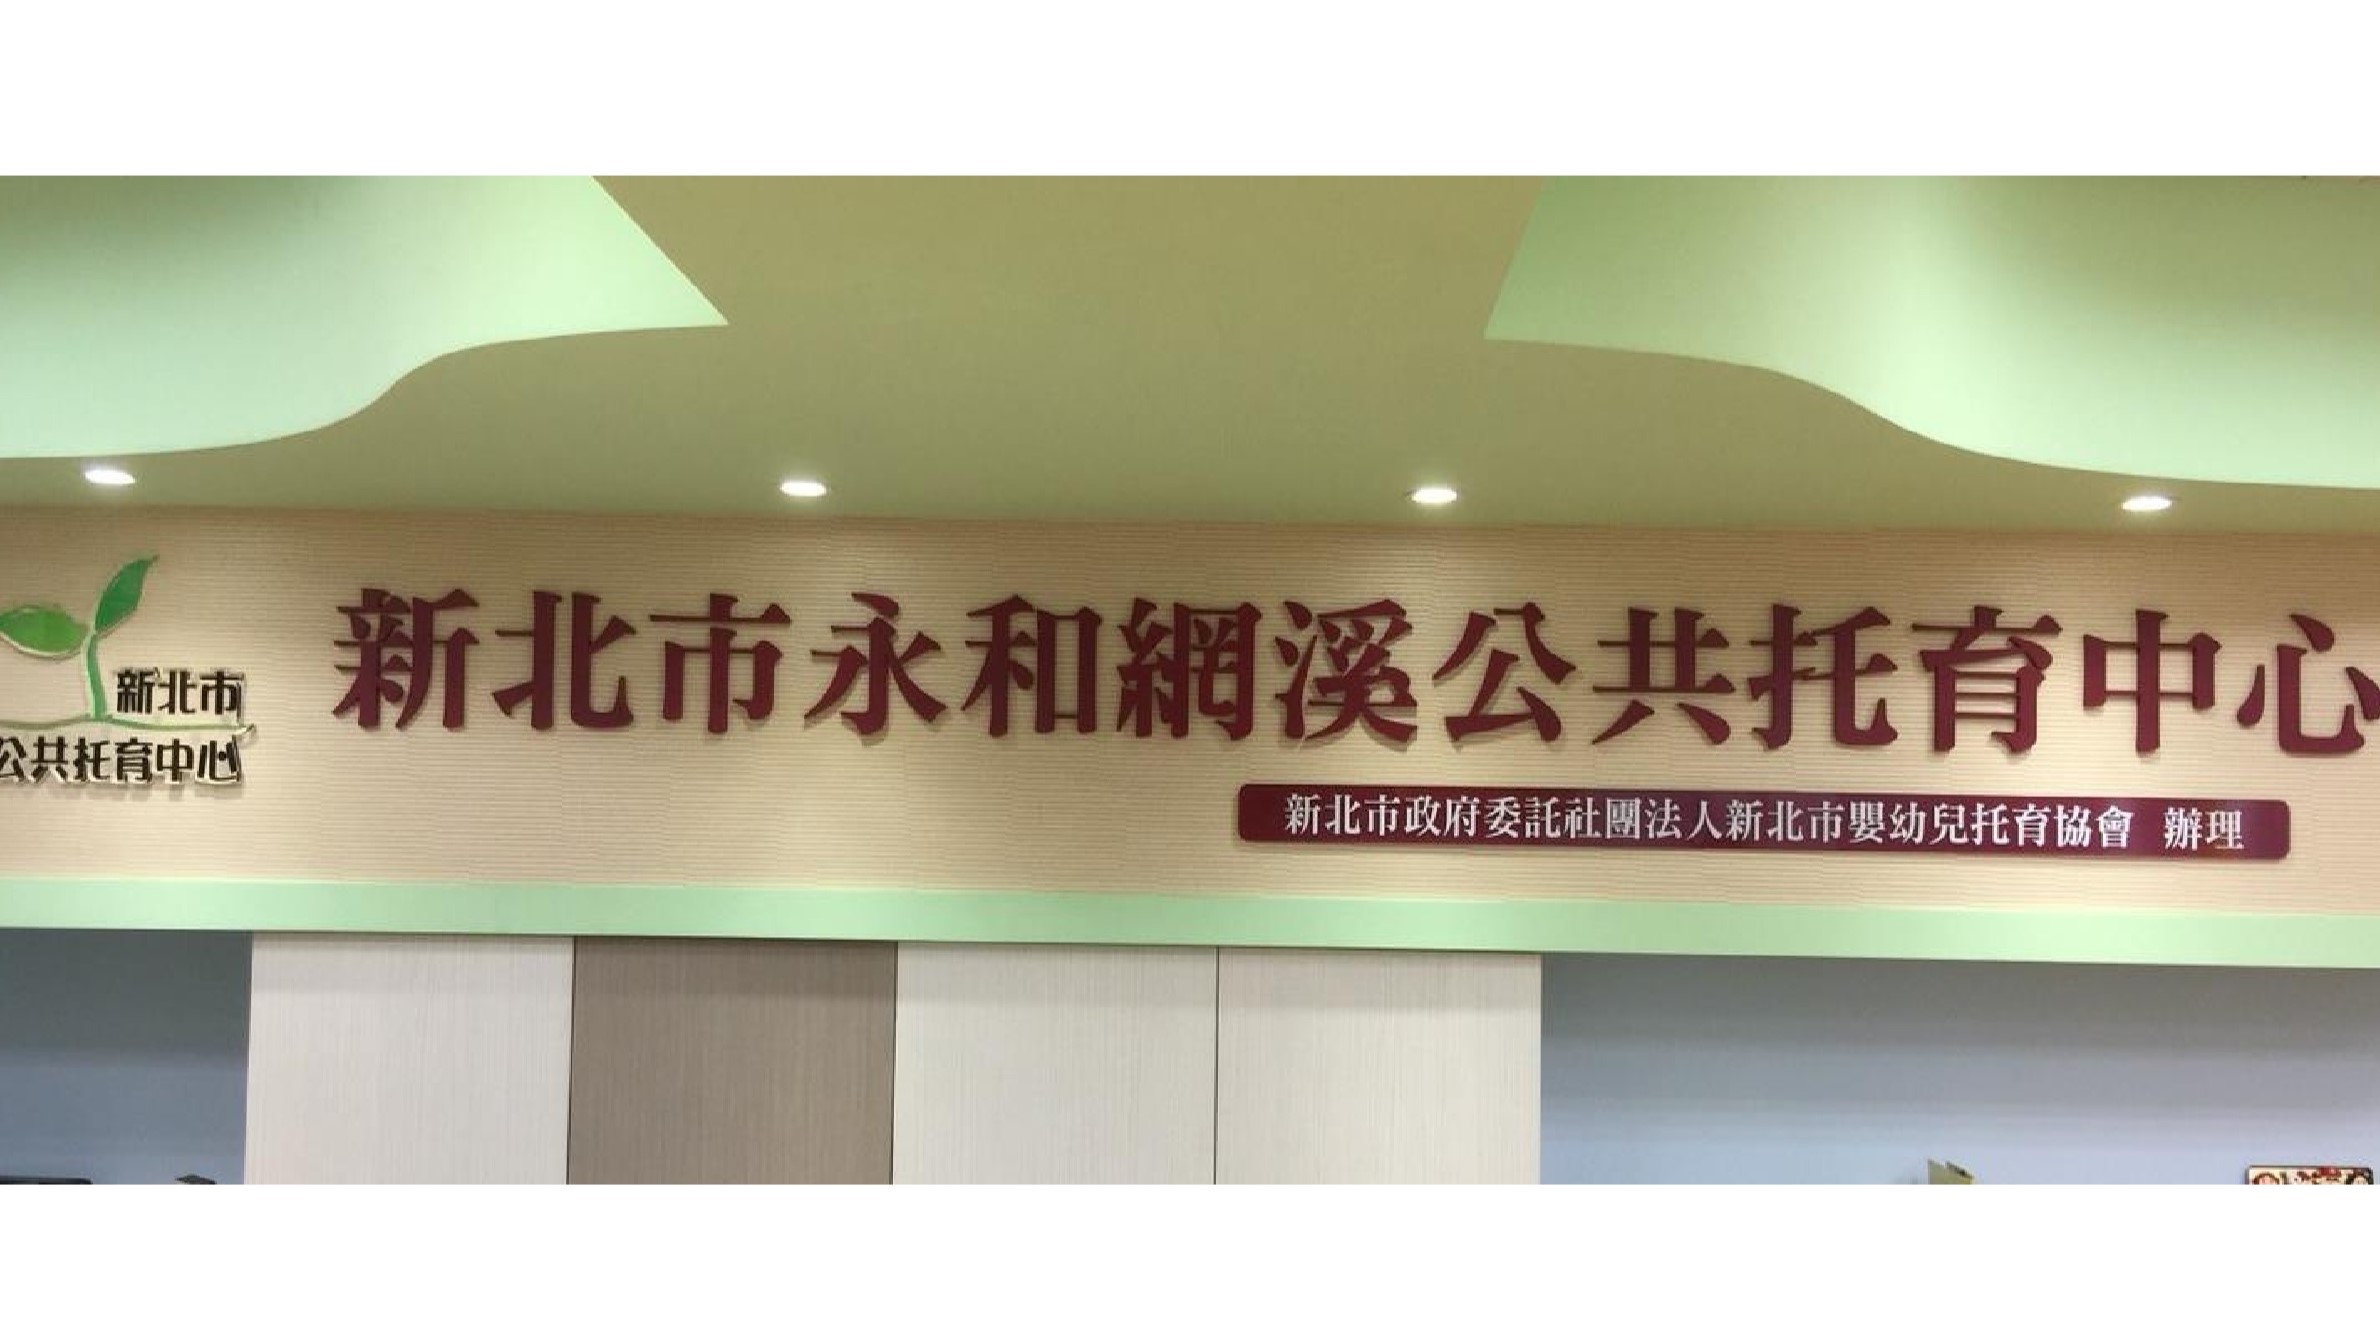 新北市
公共托育中心
新北市永和網溪公共托育中心
新北市政府委託社團法人新北市嬰幼兒托育協會 辦理